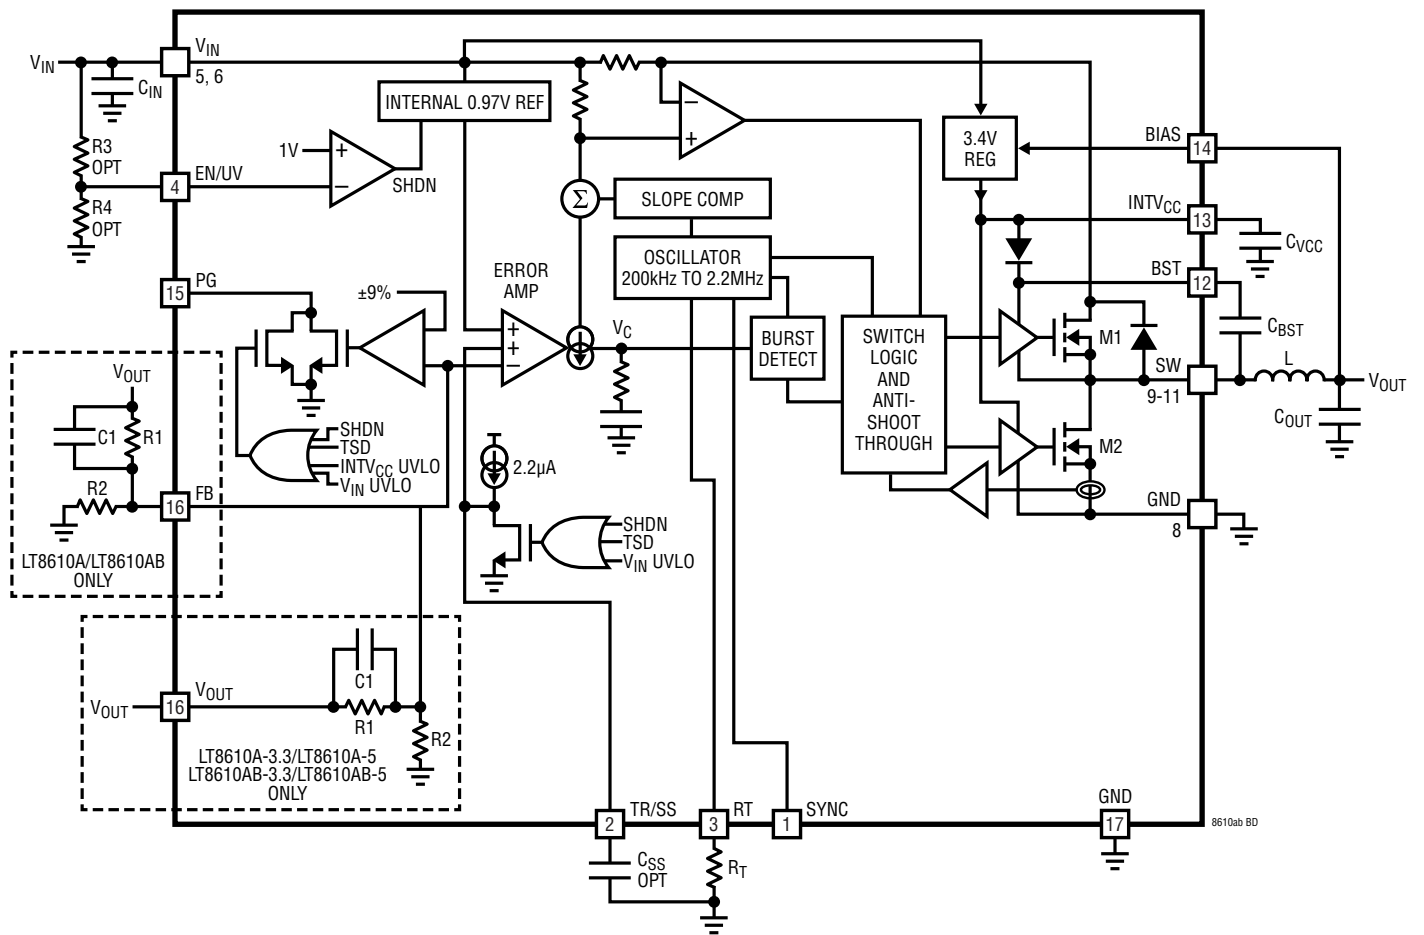 VIN
VIN
5, 6
CIN
INTERNAL 0.97V REF
R3
OPT
1V
+
−
SHDN
4
EN/UV
R4
OPT
−
+
3.4V
REG
BIAS
14
Σ
SLOPE COMP
INTVCC
13
CVCC
OSCILLATOR
200kHz TO 2.2MHz
BST
12
CBST
PG
15
±9%
ERROR
AMP
+
+
−
VC
BURST
DETECT
SWITCH
LOGIC
AND
ANTI-
SHOOT
THROUGH
M1
SW
9-11
L
VOUT
COUT
M2
GND
8
VOUT
C1
R1
R2
16
FB
LT8610A/LT8610AB
ONLY
SHDN
TSD
INTVCC UVLO
VIN UVLO
2.2µA
SHDN
TSD
VIN UVLO
VOUT
16
VOUT
C1
R1
R2
LT8610A-3.3/LT8610A-5
LT8610AB-3.3/LT8610AB-5
ONLY
2
TR/SS
3
RT
1
SYNC
GND
17
8610ab BD
CSS
OPT
RT